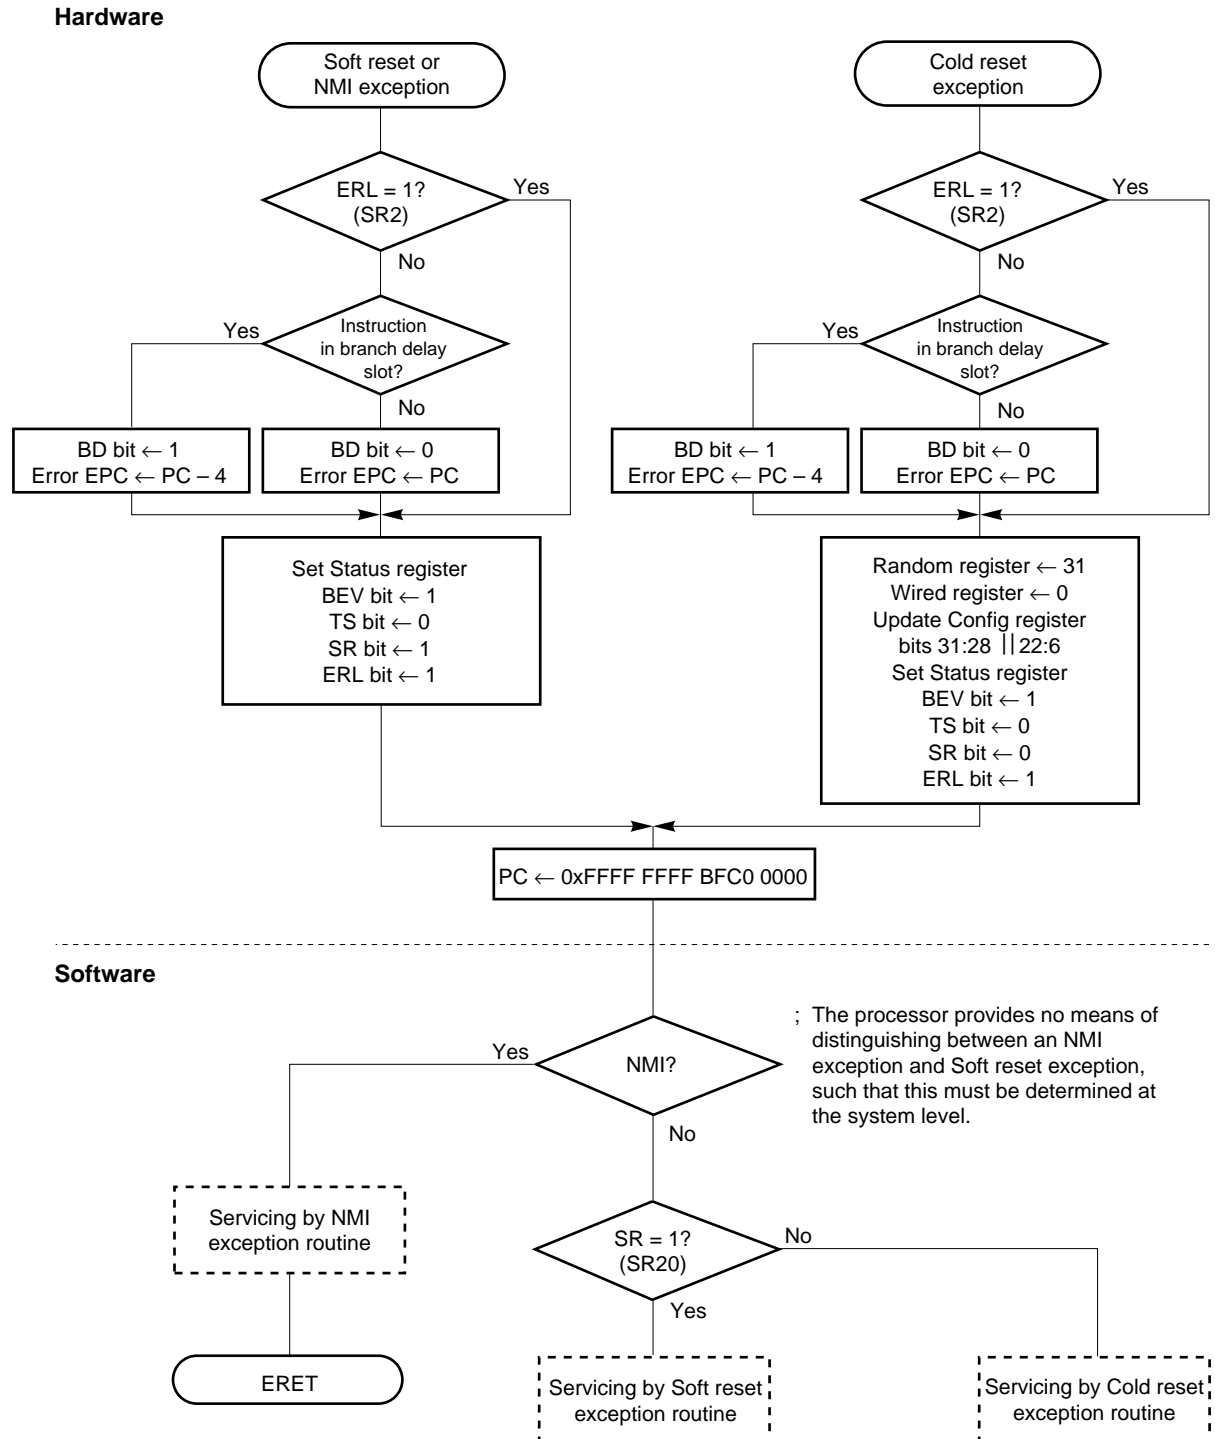 Hardware
Soft reset or
NMI exception
Cold reset
exception
ERL = 1?
(SR2)
Yes
No
ERL = 1?
(SR2)
Yes
No
Instruction
in branch delay
slot?
Yes
No
Instruction
in branch delay
slot?
Yes
No
BD bit ← 1
Error EPC ← PC – 4
BD bit ← 0
Error EPC ← PC
BD bit ← 1
Error EPC ← PC – 4
BD bit ← 0
Error EPC ← PC
Set Status register
BEV bit ← 1
TS bit ← 0
SR bit ← 1
ERL bit ← 1
Random register ← 31
Wired register ← 0
Update Config register
bits 31:28 || 22:6
Set Status register
BEV bit ← 1
TS bit ← 0
SR bit ← 0
ERL bit ← 1
PC ← 0xFFFF FFFF BFC0 0000
Software
; The processor provides no means of
distinguishing between an NMI
exception and Soft reset exception,
such that this must be determined at
the system level.
NMI?
Yes
No
Servicing by NMI
exception routine
SR = 1?
(SR20)
No
Yes
ERET
Servicing by Soft reset
exception routine
Servicing by Cold reset
exception routine